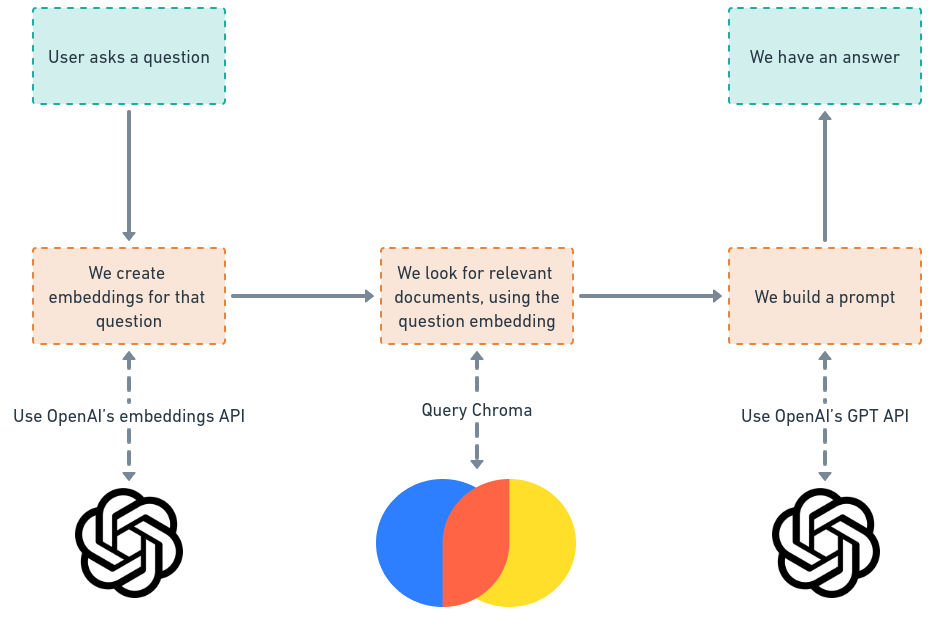 User asks a question
We have an answer
We create
embeddings for that
question
We look for relevant
documents, using the
question embedding
We build a prompt
Use OpenAI’s embeddings API
Query Chroma
Use OpenAI’s GPT API